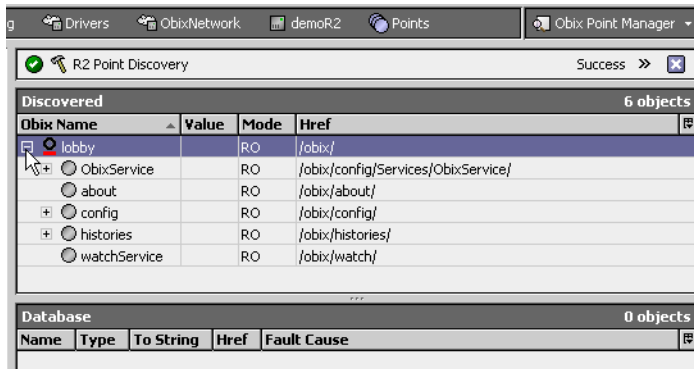 g Drivers ObixNetwork demoR2 Points Obix Point Manager
R2 Point Discovery Success »
Discovered 6 objects
Obix Name Value Mode Href
lobby RO /obix/
ObixService RO /obix/config/Services/ObixService/
about RO /obix/about/
config RO /obix/config/
histories RO /obix/histories/
watchService RO /obix/watch/
Database 0 objects
Name Type To String Href Fault Cause